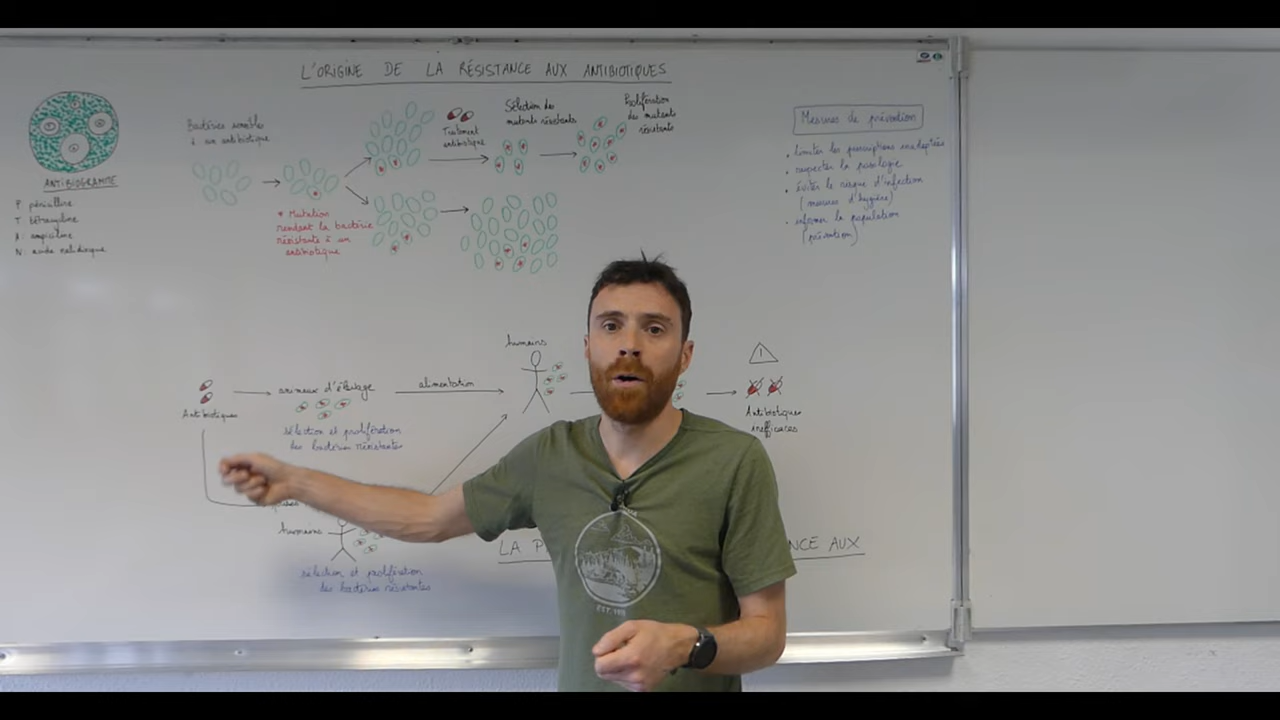 L'ORIGINE DE LA RÉSISTANCE AUX ANTIBIOTIQUES
ANTIBIOGRAMME
P: pénicilline
T: tétracycline
A: ampicilline
N: acide nalidixique
Bactéries sensibles
à un antibiotique
* Mutation
rendant la bactérie
résistante à un
antibiotique
Traitement
antibiotique
Sélection des
mutants résistants
Prolifération
des mutants
résistants
Mesures de prévention
• limiter les prescriptions inadaptées
• respecter la posologie
• éviter le risque d'infection
(mesures d'hygiène)
• informer la population
(prévention)
Antibiotiques
animaux d'élevage
sélection et prolifération
des bactéries résistantes
alimentation
humains
!
Antibiotiques
inefficaces
humains
sélection et prolifération
des bactéries résistantes
LA P
NCE AUX
EST. 1978